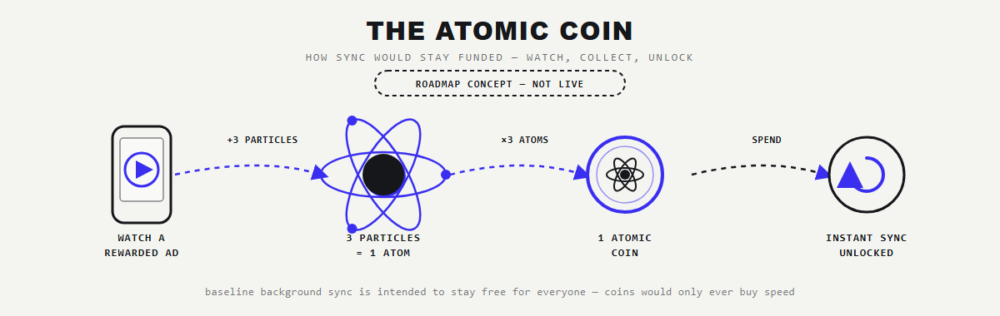 THE ATOMIC COIN
HOW SYNC WOULD STAY FUNDED — WATCH, COLLECT, UNLOCK
ROADMAP CONCEPT — NOT LIVE
+3 PARTICLES
×3 ATOMS
SPEND
WATCH A
REWARDED AD
3 PARTICLES
= 1 ATOM
1 ATOMIC
COIN
INSTANT SYNC
UNLOCKED
baseline background sync is intended to stay free for everyone — coins would only ever buy speed